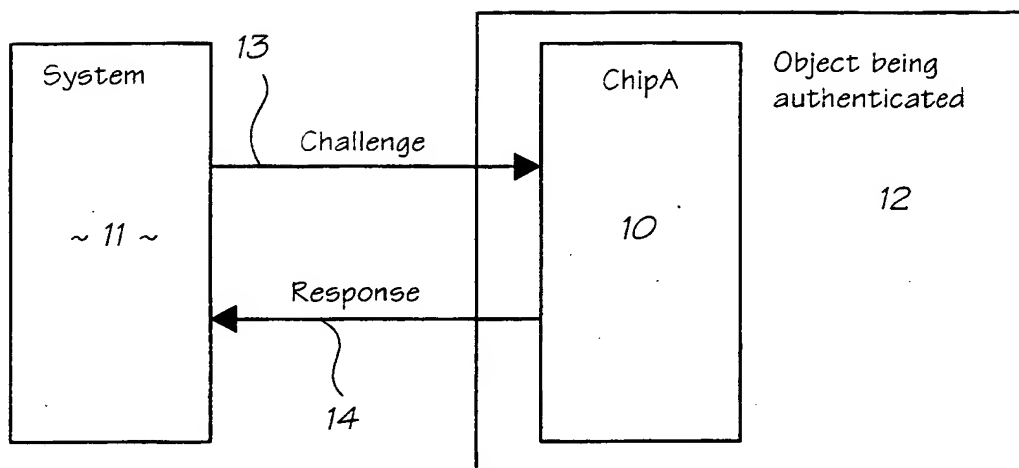 13
System
ChipA
Object being
authenticated
Challenge
~ 11 ~
10
12
Response
14